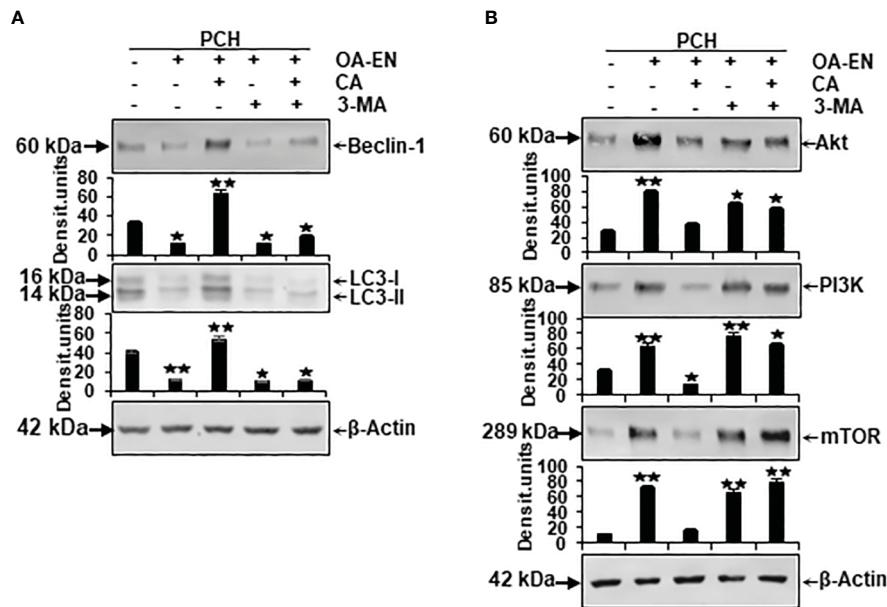 A
PCH
- + + + + OA-EN
- - + - + CA
- - - + + 3-MA
60 kDa Beclin-1
Densit.units
80
60
40
20
0
★ ★★ ★ ★
16 kDa LC3-I
14 kDa LC3-II
Densit.units
80
60
40
20
0
★★ ★★ ★ ★
42 kDa β-Actin
B
PCH
- + + + + OA-EN
- - + - + CA
- - - + + 3-MA
60 kDa Akt
Densit.units
100
80
60
40
20
0
★★ ★ ★
85 kDa PI3K
Densit.units
100
80
60
40
20
0
★★ ★ ★★ ★
289 kDa mTOR
Densit.units
100
80
60
40
20
0
★★ ★★ ★★
42 kDa β-Actin